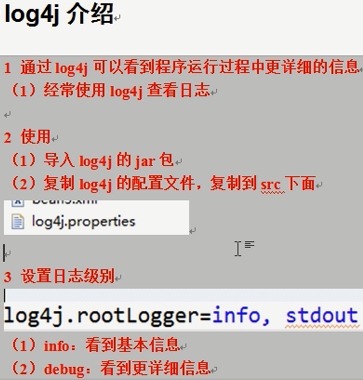 log4j 介绍
1 通过 log4j 可以看到程序运行过程中更详细的信息
（1）经常使用 log4j 查看日志
2 使用
（1）导入 log4j 的 jar 包
（2）复制 log4j 的配置文件，复制到 src 下面
log4j.properties
3 设置日志级别
log4j.rootLogger=info, stdout
（1）info：看到基本信息
（2）debug：看到更详细信息